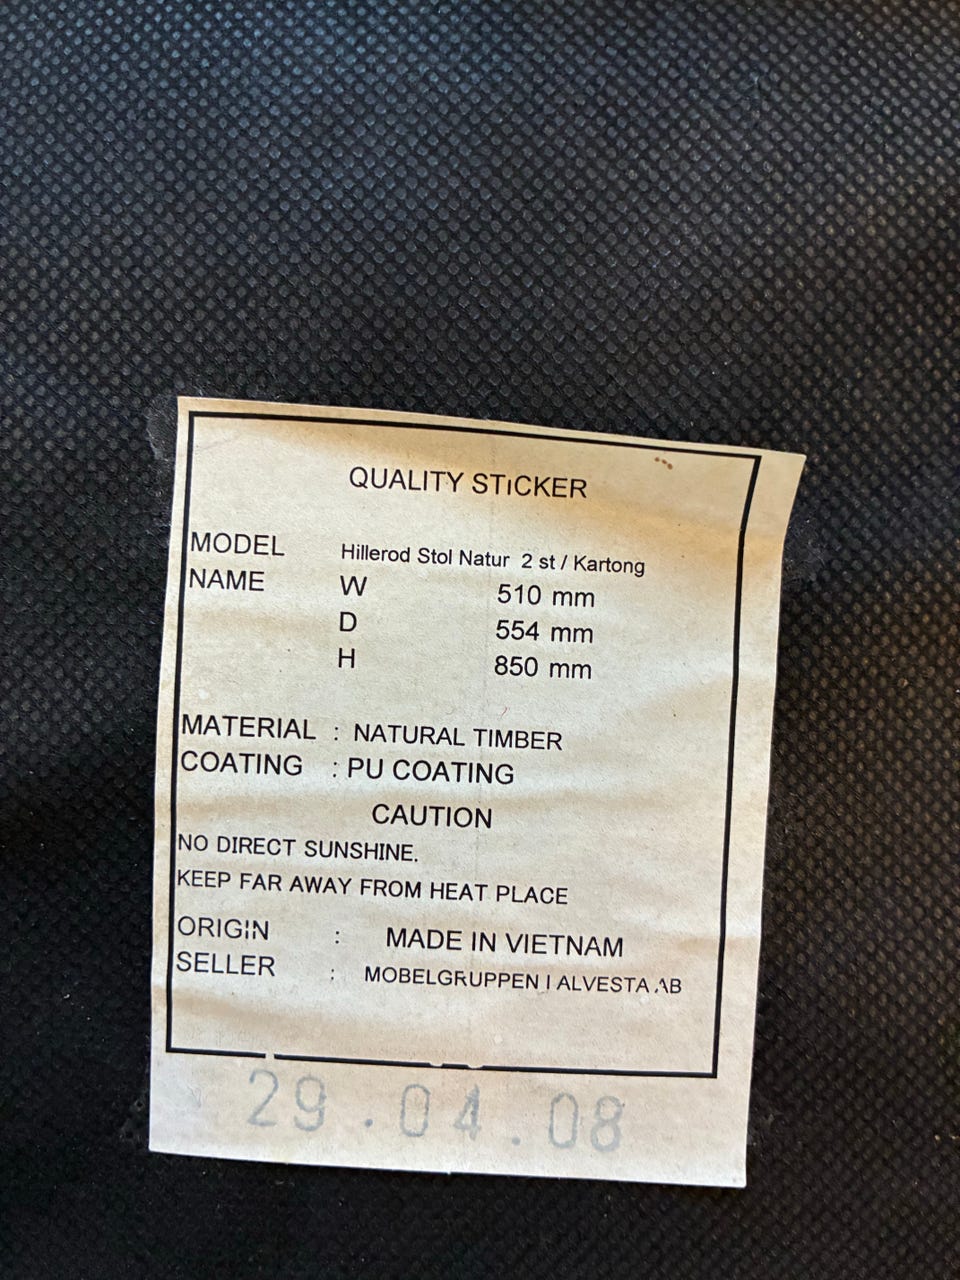 QUALITY STICKER
MODEL Hillerod Stol Natur 2 st / Kartong
NAME W 510 mm
D 554 mm
H 850 mm
MATERIAL : NATURAL TIMBER
COATING : PU COATING
CAUTION
NO DIRECT SUNSHINE.
KEEP FAR AWAY FROM HEAT PLACE
ORIGIN : MADE IN VIETNAM
SELLER : MOBELGRUPPEN I ALVESTA AB
29.04.08